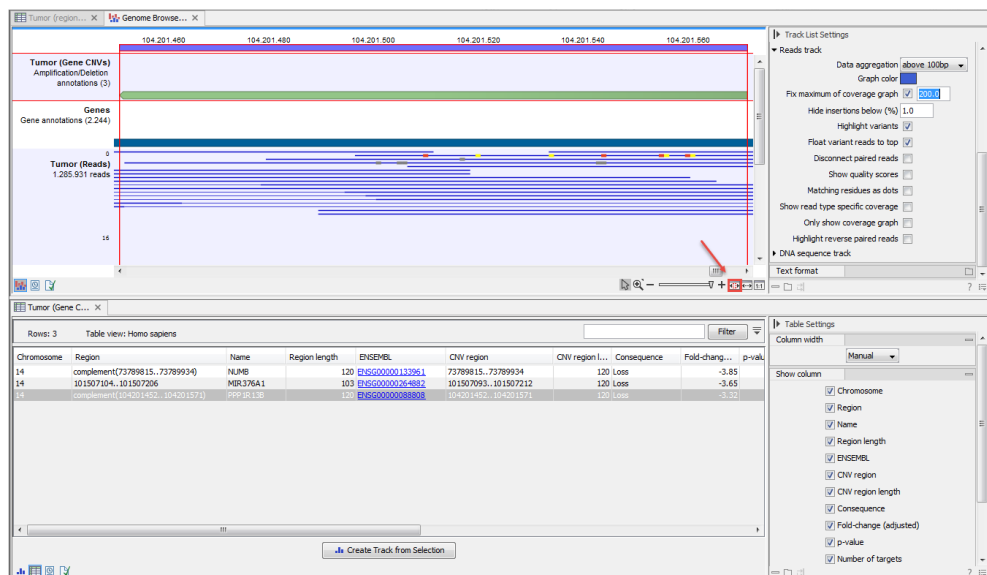 Tumor (region... X Genome Browse... X
104.201.460 104.201.480 104.201.500 104.201.520 104.201.540 104.201.560
Tumor (Gene CNVs)
Amplification/Deletion
annotations (3)
Genes
Gene annotations (2.244)
0
Tumor (Reads)
1.285.931 reads
16
1:1
Track List Settings
Reads track
Data aggregation above 100bp
Graph color
Fix maximum of coverage graph 200.0
Hide insertions below (%) 1.0
Highlight variants
Float variant reads to top
Disconnect paired reads
Show quality scores
Matching residues as dots
Show read type specific coverage
Only show coverage graph
Highlight reverse paired reads
DNA sequence track
Text format
?
Tumor (Gene C... X
Rows: 3 Table view: Homo sapiens Filter
Chromosome Region Name Region length ENSEMBL CNV region CNV region l... Consequence Fold-chang... p-valu
14 complement(73789815..73789934) NUMB 120 ENSG00000133961 73789815..73789934 120 Loss -3.85
14 101507104..101507206 MIR376A1 103 ENSG00000264882 101507093..101507212 120 Loss -3.65
14 complement(104201452..104201571) PPP1R13B 120 ENSG00000088808 104201452..104201571 120 Loss -3.32
Create Track from Selection
Table Settings
Column width
Manual
Show column
Chromosome
Region
Name
Region length
ENSEMBL
CNV region
CNV region length
Consequence
Fold-change (adjusted)
p-value
Number of targets
?